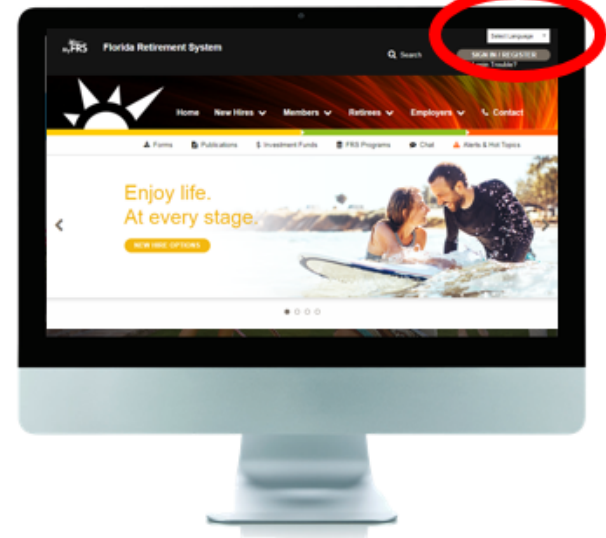 Select Language
MyFRS Florida Retirement System
Search
SIGN IN / REGISTER
Login Trouble?
Home New Hires Members Retirees Employers Contact
Forms Publications $ Investment Funds FRS Programs Chat Alerts & Hot Topics
Enjoy life.
At every stage.
NEW HIRE OPTIONS